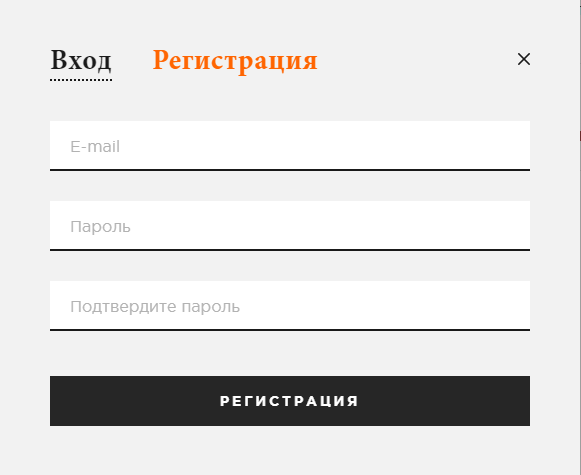 Вход Регистрация
E-mail
Пароль
Подтвердите пароль
РЕГИСТРАЦИЯ